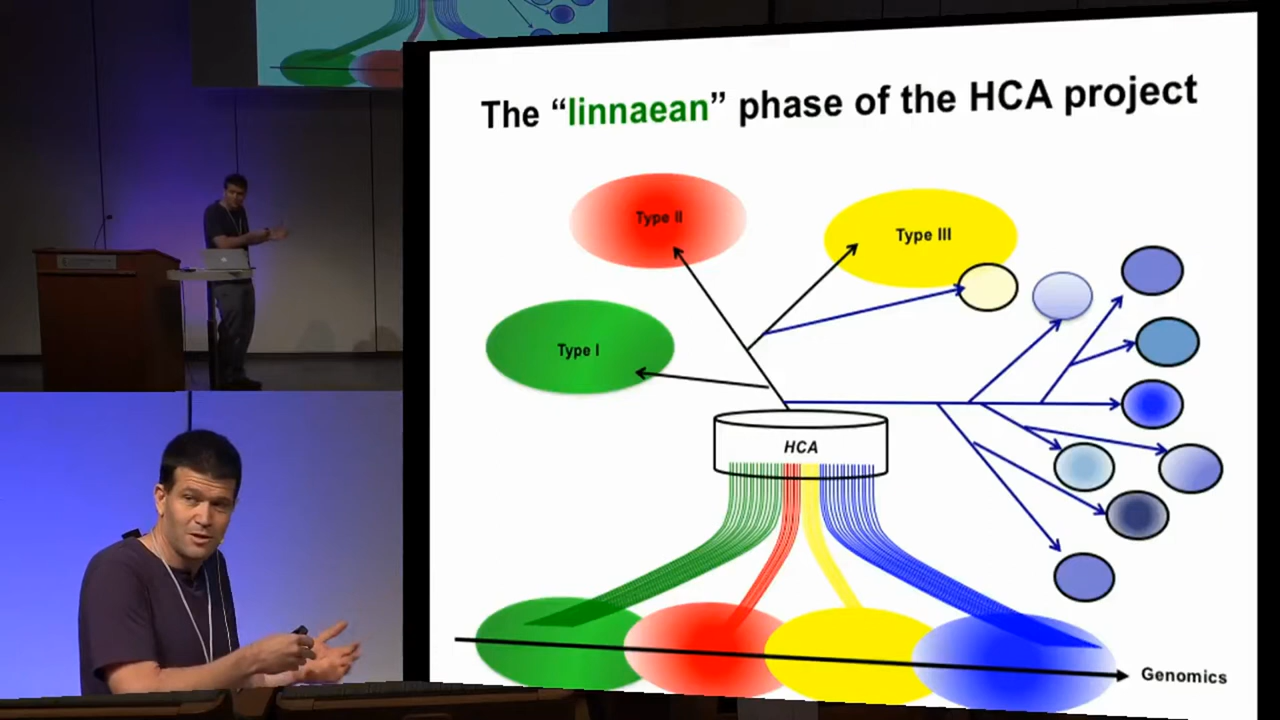 The “linnaean” phase of the HCA project
Type II
Type III
Type I
HCA
Genomics